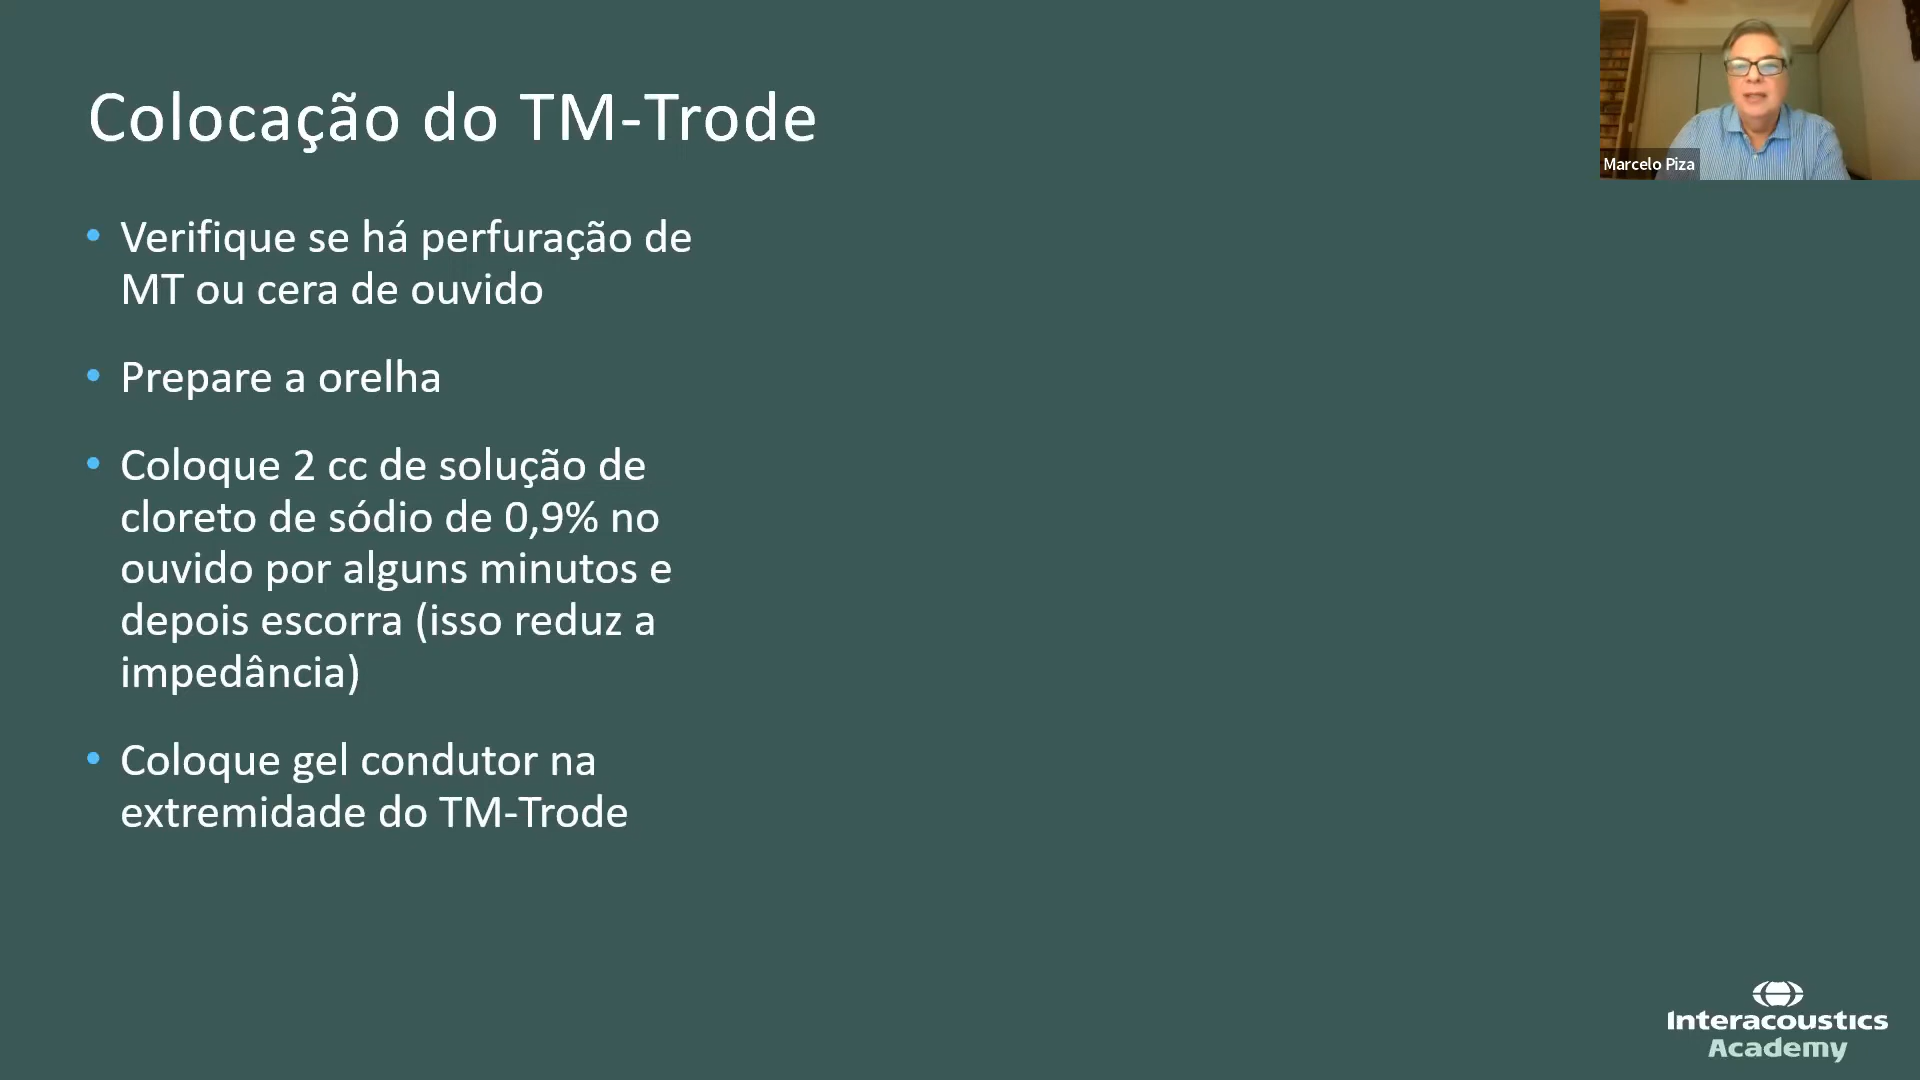 Colocação do TM-Trode
Marcelo Piza
• Verifique se há perfuração de
MT ou cera de ouvido
• Prepare a orelha
• Coloque 2 cc de solução de
cloreto de sódio de 0,9% no
ouvido por alguns minutos e
depois escorra (isso reduz a
impedância)
• Coloque gel condutor na
extremidade do TM-Trode
Interacoustics
Academy